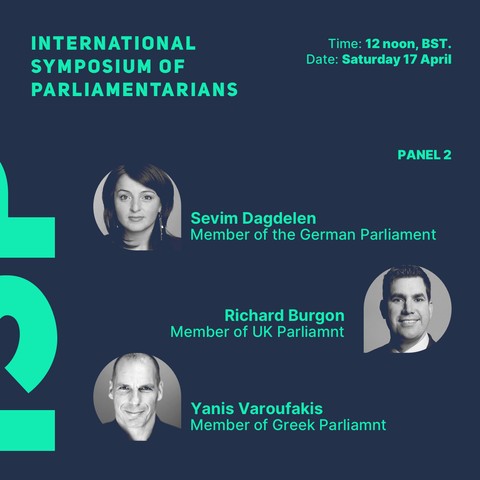 INTERNATIONAL
SYMPOSIUM OF
PARLIAMENTARIANS
Time: 12 noon, BST.
Date: Saturday 17 April
PANEL 2
ISP
Sevim Dagdelen
Member of the German Parliament
Richard Burgon
Member of UK Parliamnt
Yanis Varoufakis
Member of Greek Parliamnt